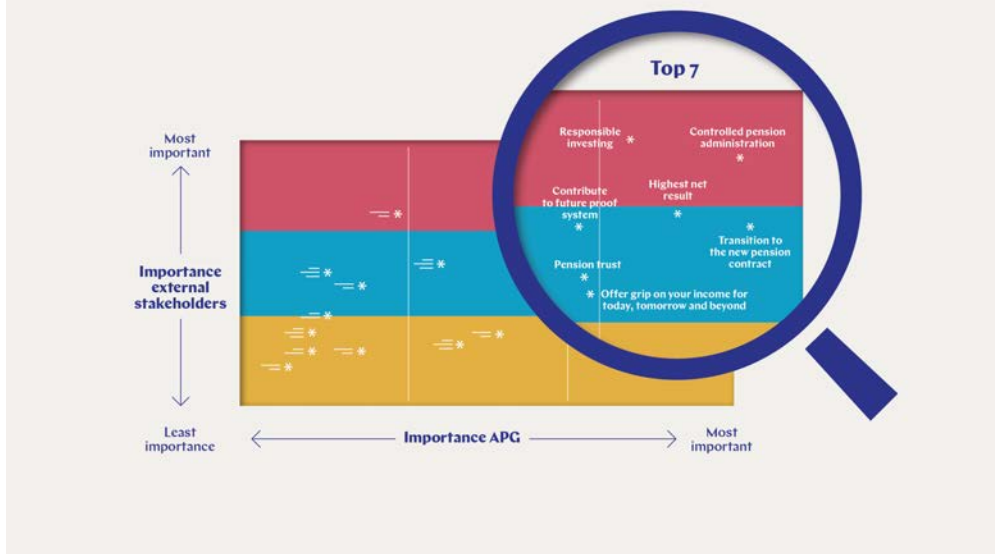 Top 7
Most
important
Responsible
investing
Controlled pension
administration
Highest net
result
Contribute
to future proof
system
Transition to
the new pension
contract
Importance
external
stakeholders
Pension trust
Offer grip on your income for
today, tomorrow and beyond
Least
importance
Importance APG
Most
important